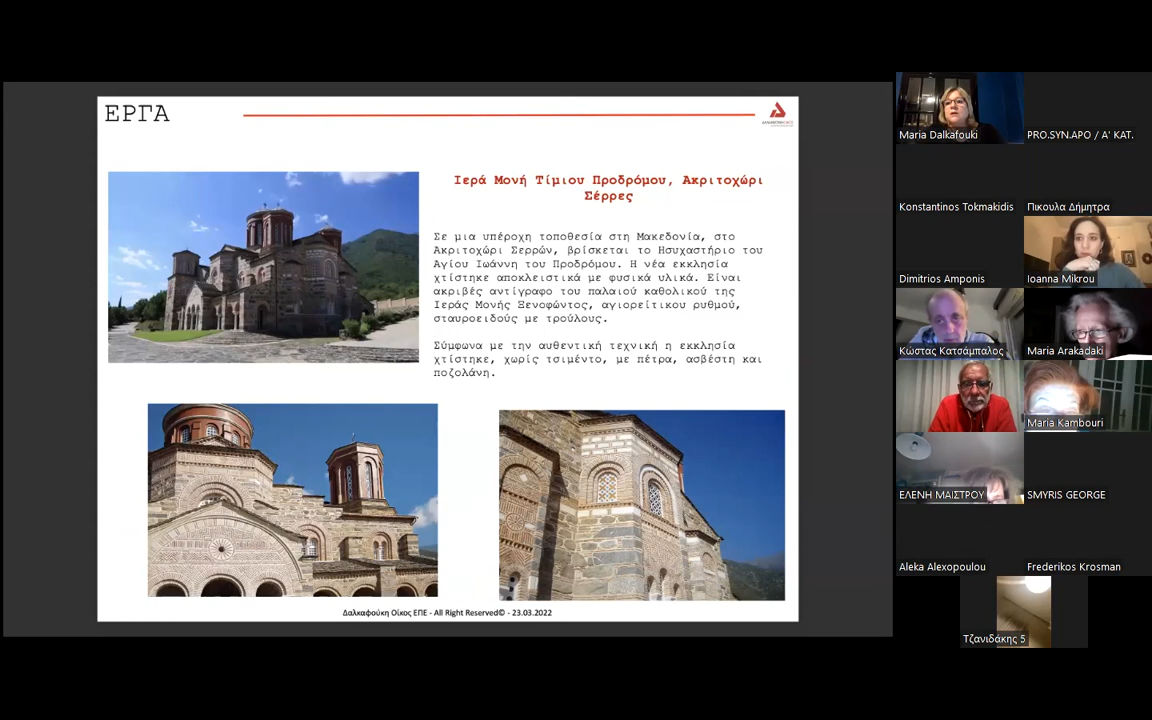 ΕΡΓΑ
Ιερά Μονή Τίμιου Προδρόμου, Ακριτοχώρι
Σέρρες
Σε μια υπέροχη τοποθεσία στη Μακεδονία, στο
Ακριτοχώρι Σερρών, βρίσκεται το Ησυχαστήριο του
Αγίου Ιωάννη του Προδρόμου. Η νέα εκκλησία
χτίστηκε αποκλειστικά με φυσικά υλικά. Είναι
ακριβές αντίγραφο του παλαιού καθολικού της
Ιεράς Μονής Ξενοφώντος, αγιορείτικου ρυθμού,
σταυροειδούς με τρούλους.
Σύμφωνα με την αυθεντική τεχνική η εκκλησία
χτίστηκε, χωρίς τσιμέντο, με πέτρα, ασβέστη και
ποζολάνη.
Δαλκαφούκη Οίκος ΕΠΕ - All Right Reserved© - 23.03.2022
Maria Dalkafouki
PRO.SYN.APO / A' KAT.
Konstantinos Tokmakidis
Πικουλα Δήμητρα
Dimitrios Amponis
Ioanna Mikrou
Κώστας Κατσάμπαλος
Maria Arakadaki
Maria Kambouri
ΕΛΕΝΗ ΜΑΙΣΤΡΟΥ
SMYRIS GEORGE
Aleka Alexopoulou
Frederikos Krosman
Τζανιδάκης 5